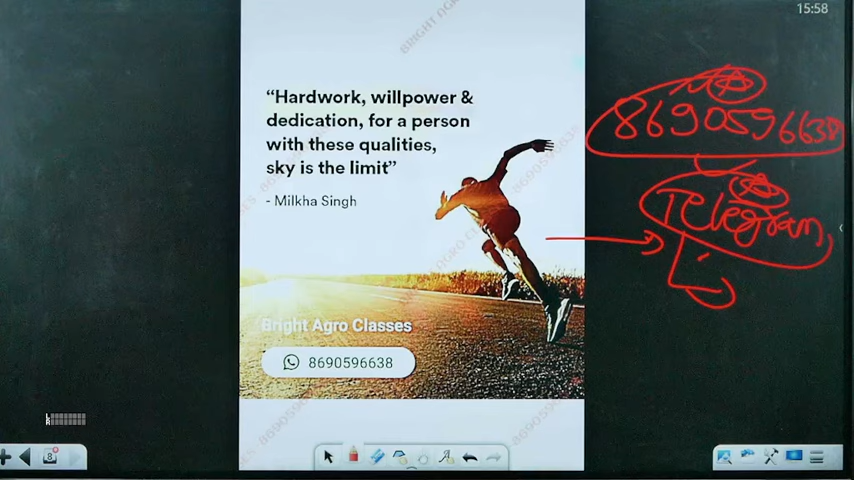 15:58
“Hardwork, willpower &
dedication, for a person
with these qualities,
sky is the limit”
- Milkha Singh
8690596638
Telegram
Bright Agro Classes
8690596638
8